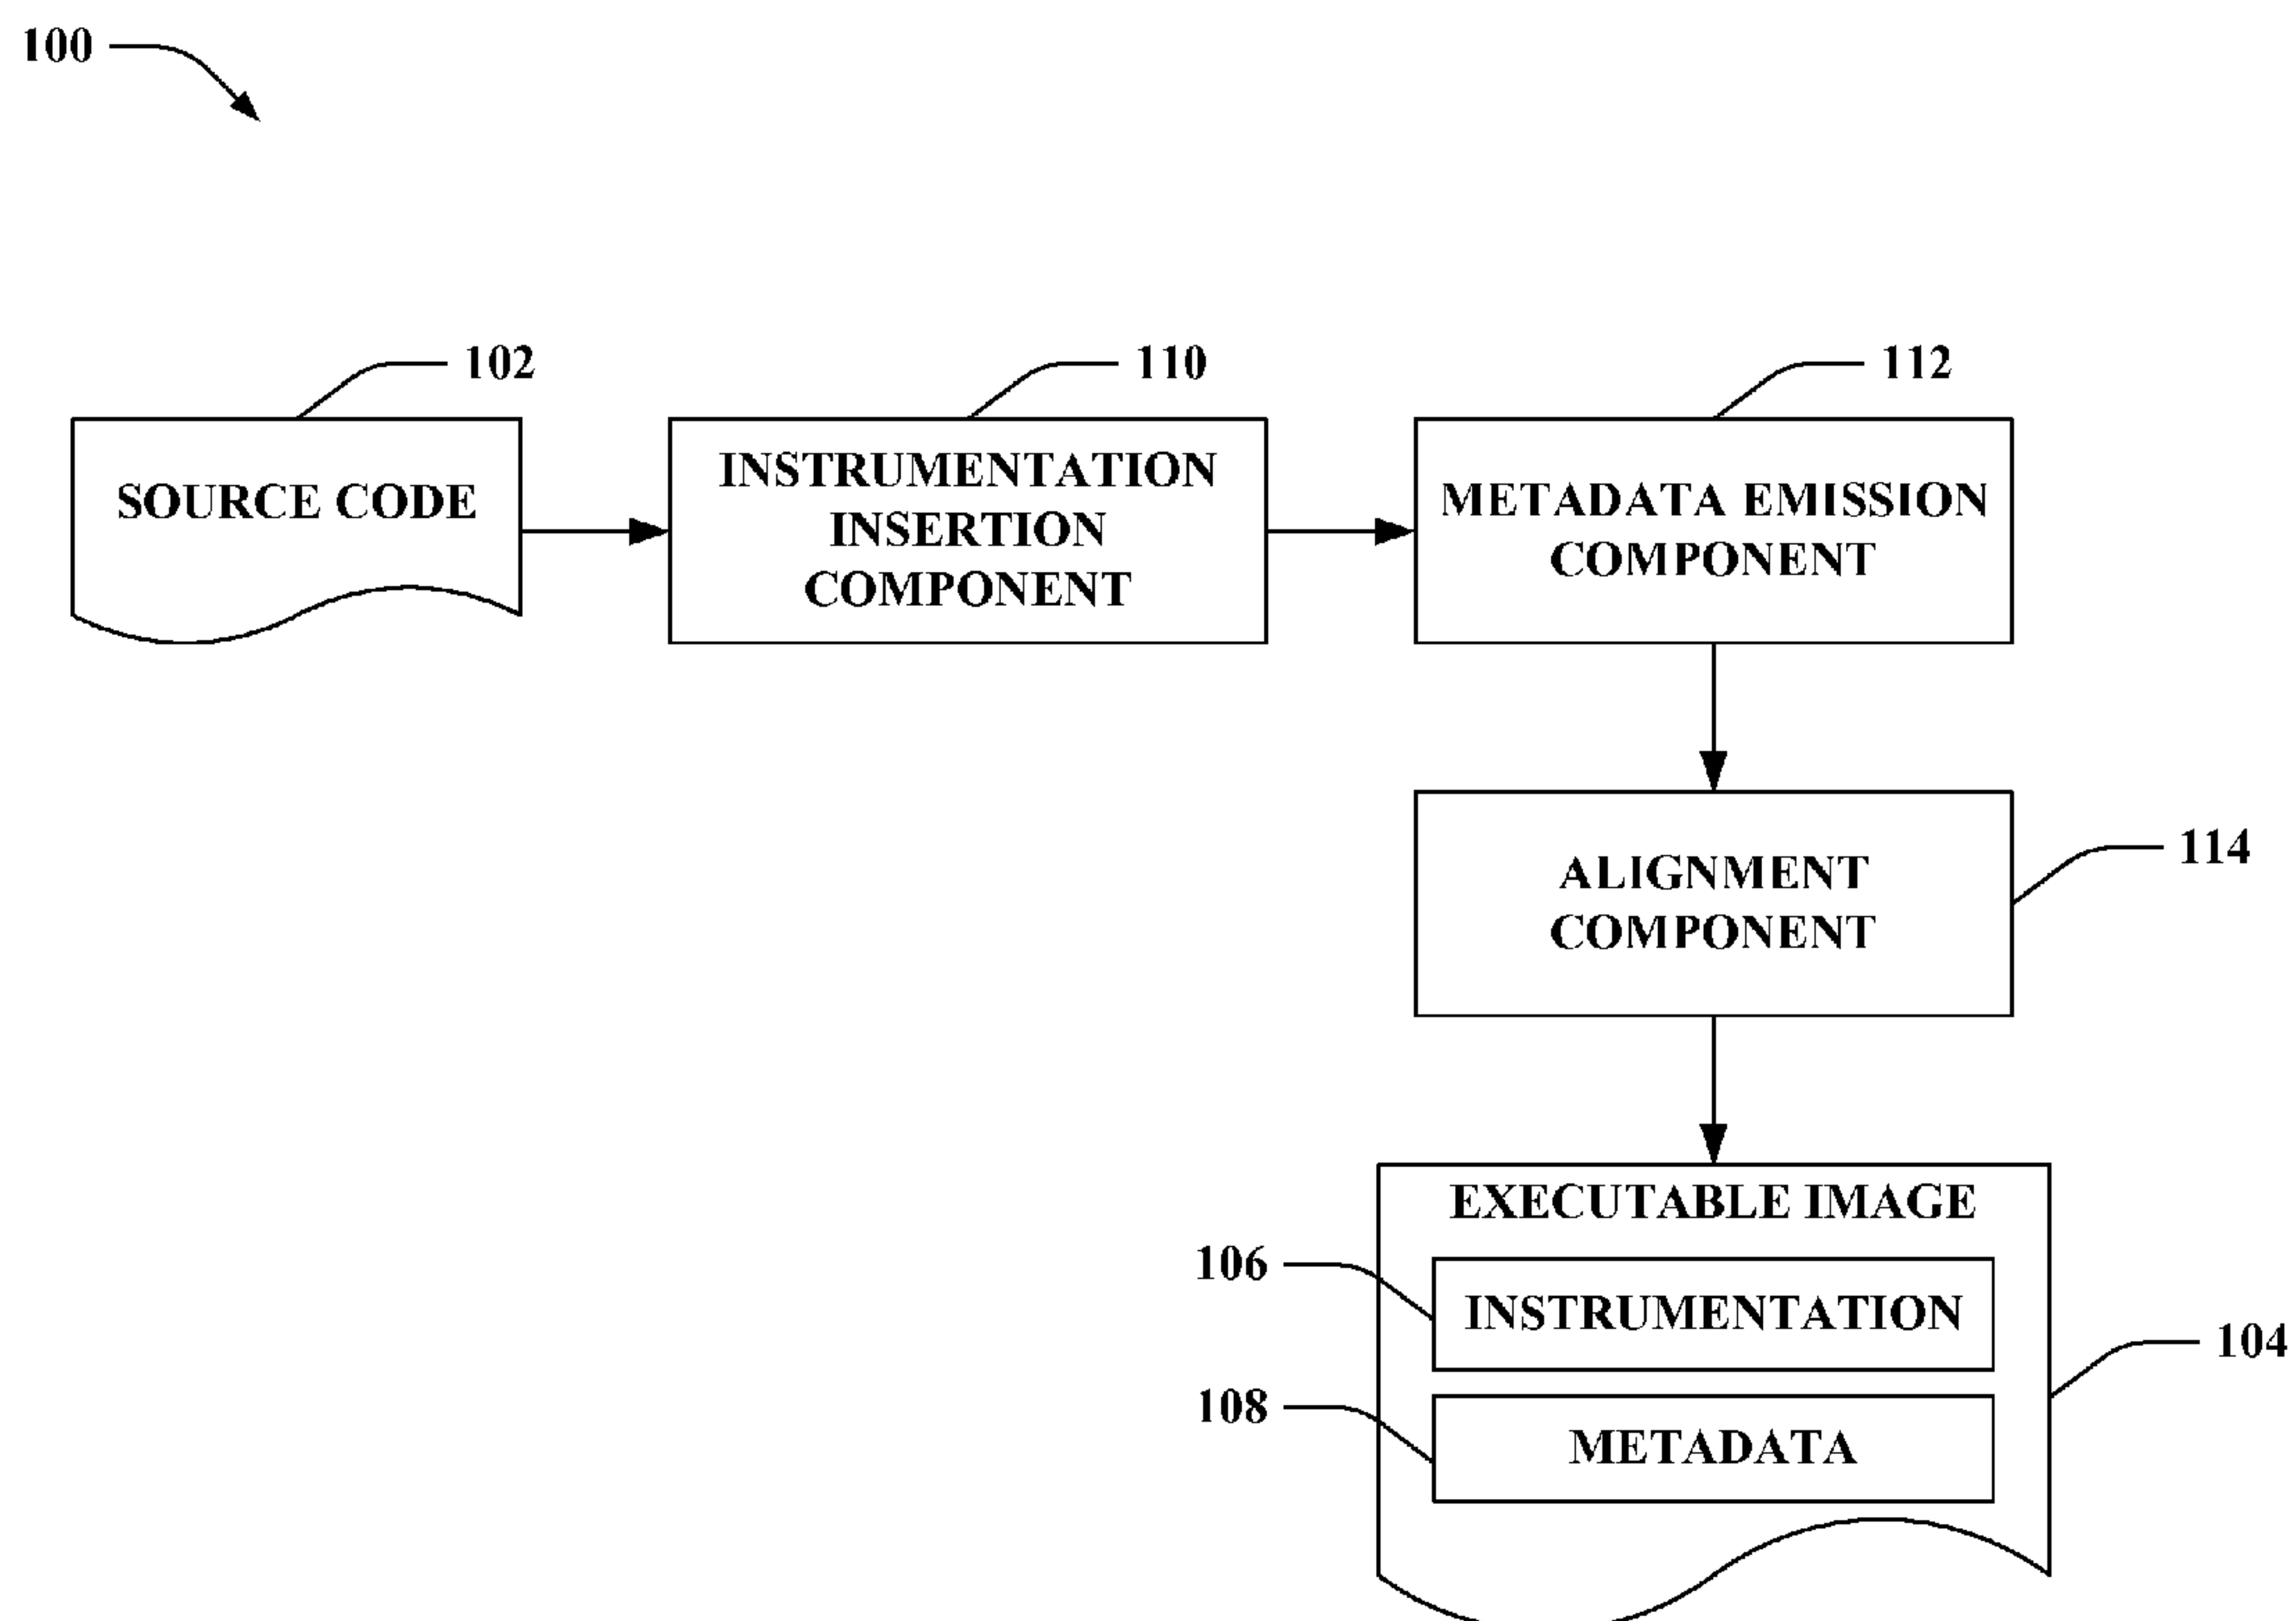 100
102
110
112
SOURCE CODE
INSTRUMENTATION
INSERTION
COMPONENT
METADATA EMISSION
COMPONENT
114
ALIGNMENT
COMPONENT
EXECUTABLE IMAGE
106
INSTRUMENTATION
104
108
METADATA